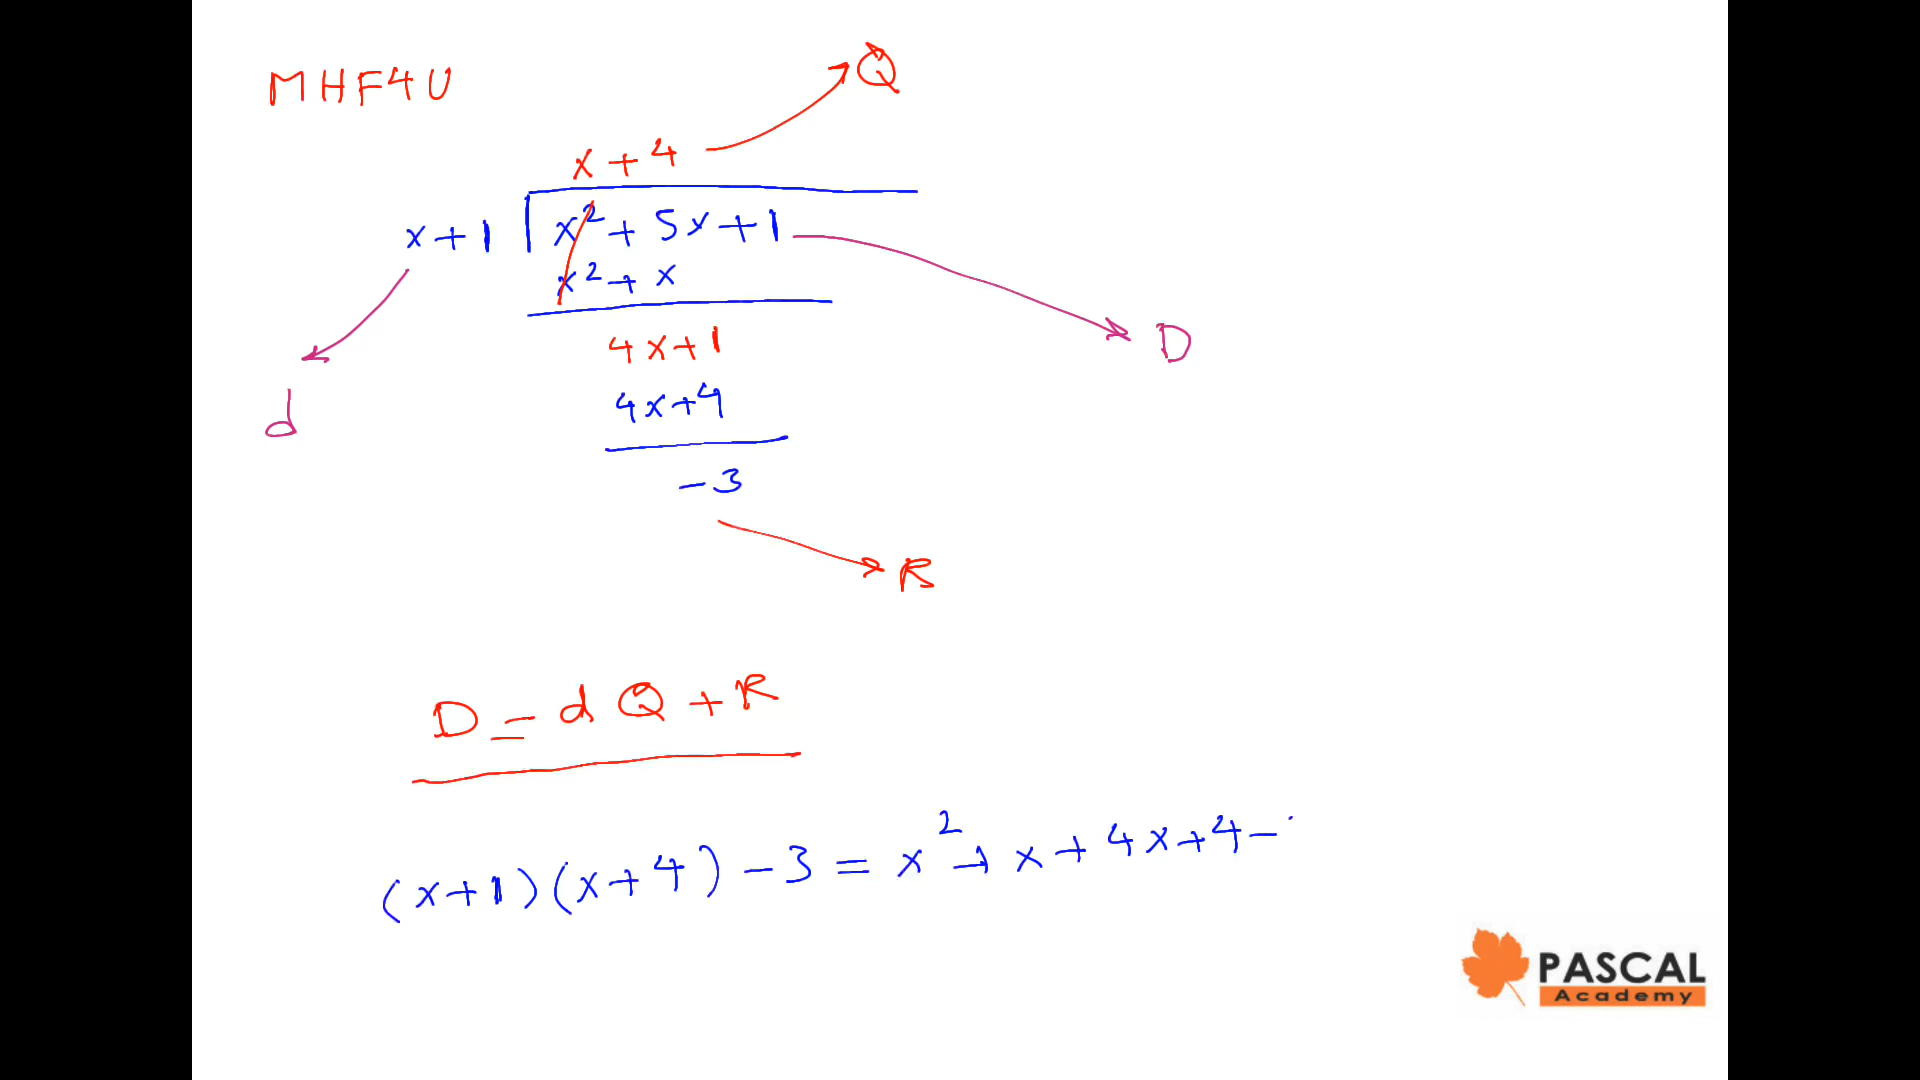 MHF4U
Q
x + 4
x + 1
x² + 5x + 1
x² + x
4x + 1
D
4x + 4
d
- 3
R
D = d Q + R
(x + 1)(x + 4) - 3 = x² + x + 4x + 4 -
PASCAL
Academy